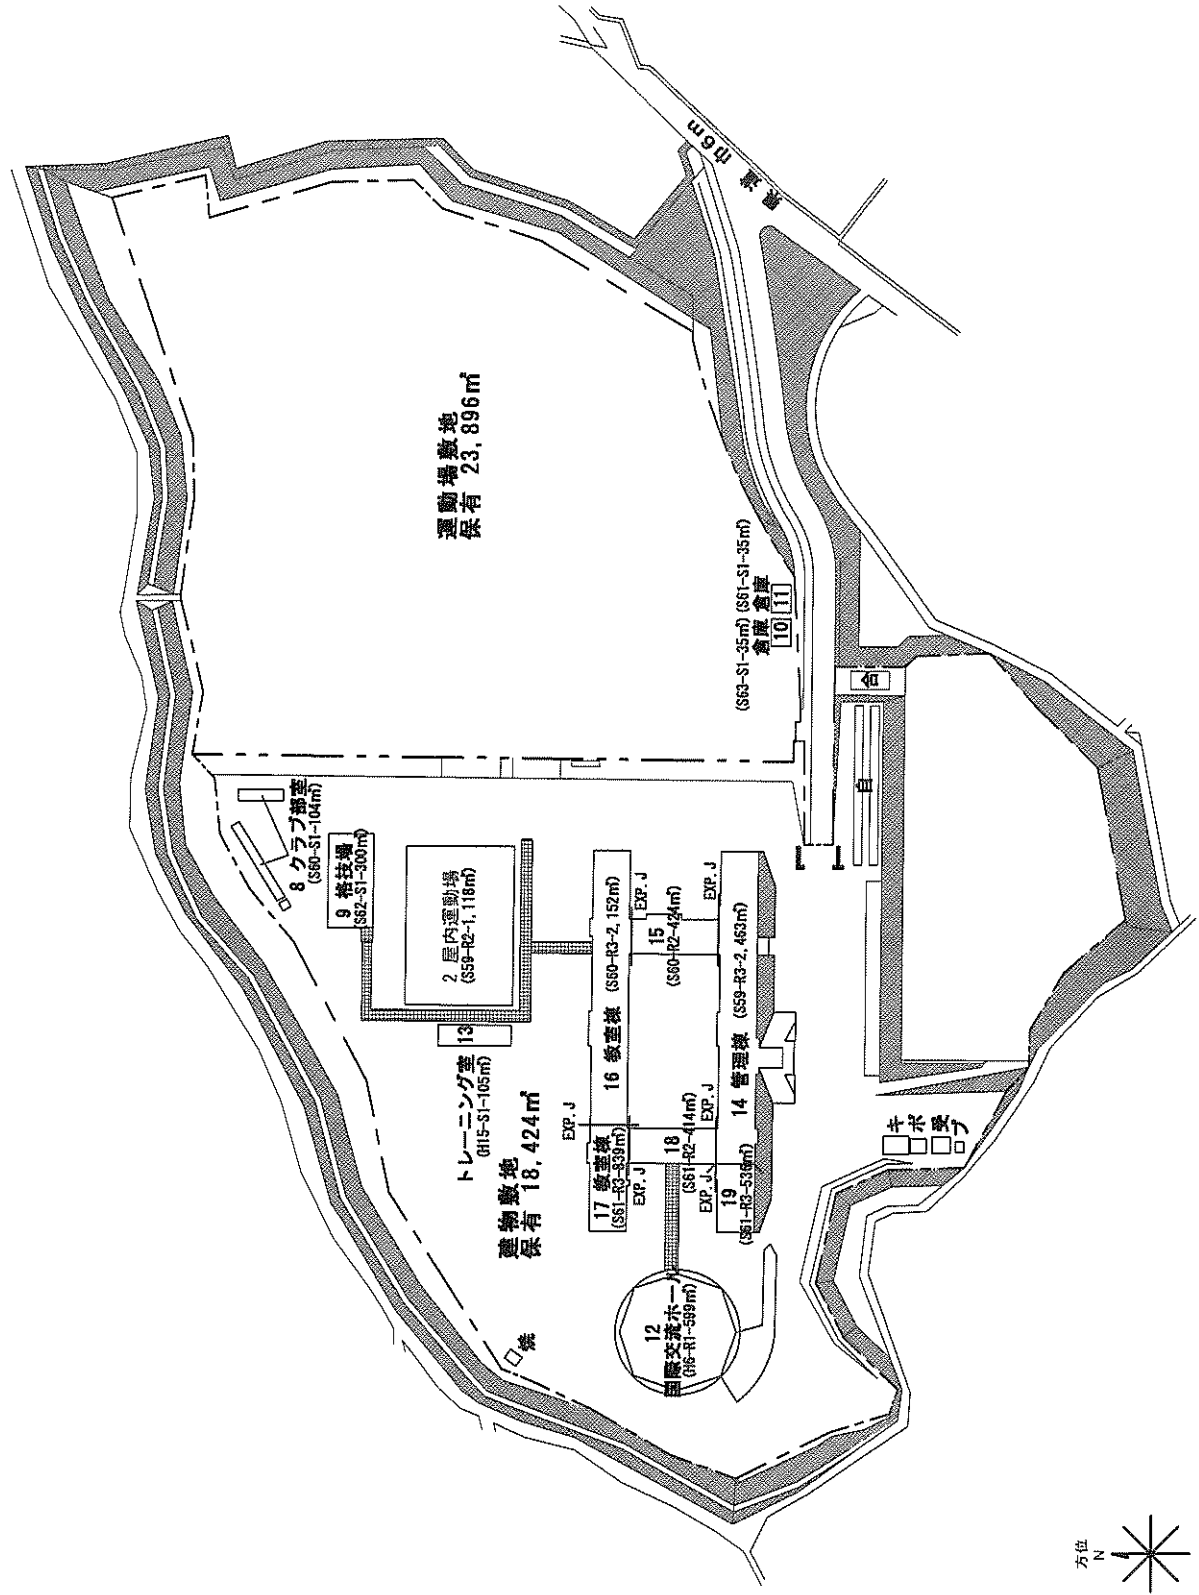 県道 巾6m
運動場敷地
保有 23,896㎡
(S63-S1-35㎡)
(S61-S1-35㎡)
倉庫
倉庫
10
11
合
自
8 クラブ部室
(S60-S1-104㎡)
9 格技場
(S62-S1-300㎡)
2 屋内運動場
(S59-R2-1,118㎡)
13
トレーニング室
(H15-S1-105㎡)
建物敷地
保有 18,424㎡
16 教室棟 (S60-R3-2,152㎡)
EXP.J
15
(S60-R2-424㎡)
EXP.J
14 管理棟 (S59-R3-2,463㎡)
EXP.J
17 教室棟
(S61-R3-839㎡)
EXP.J
18
(S61-R2-414㎡)
EXP.J
EXP.J
19
(S61-R3-536㎡)
12
国際交流ホール
(H6-R1-599㎡)
焼
キ
ポ
受
プ
方位
N